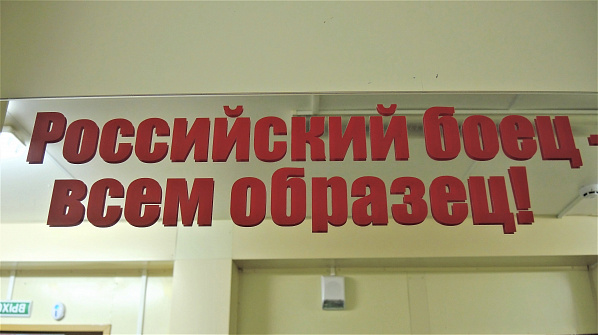 Российский боец -
всем образец!